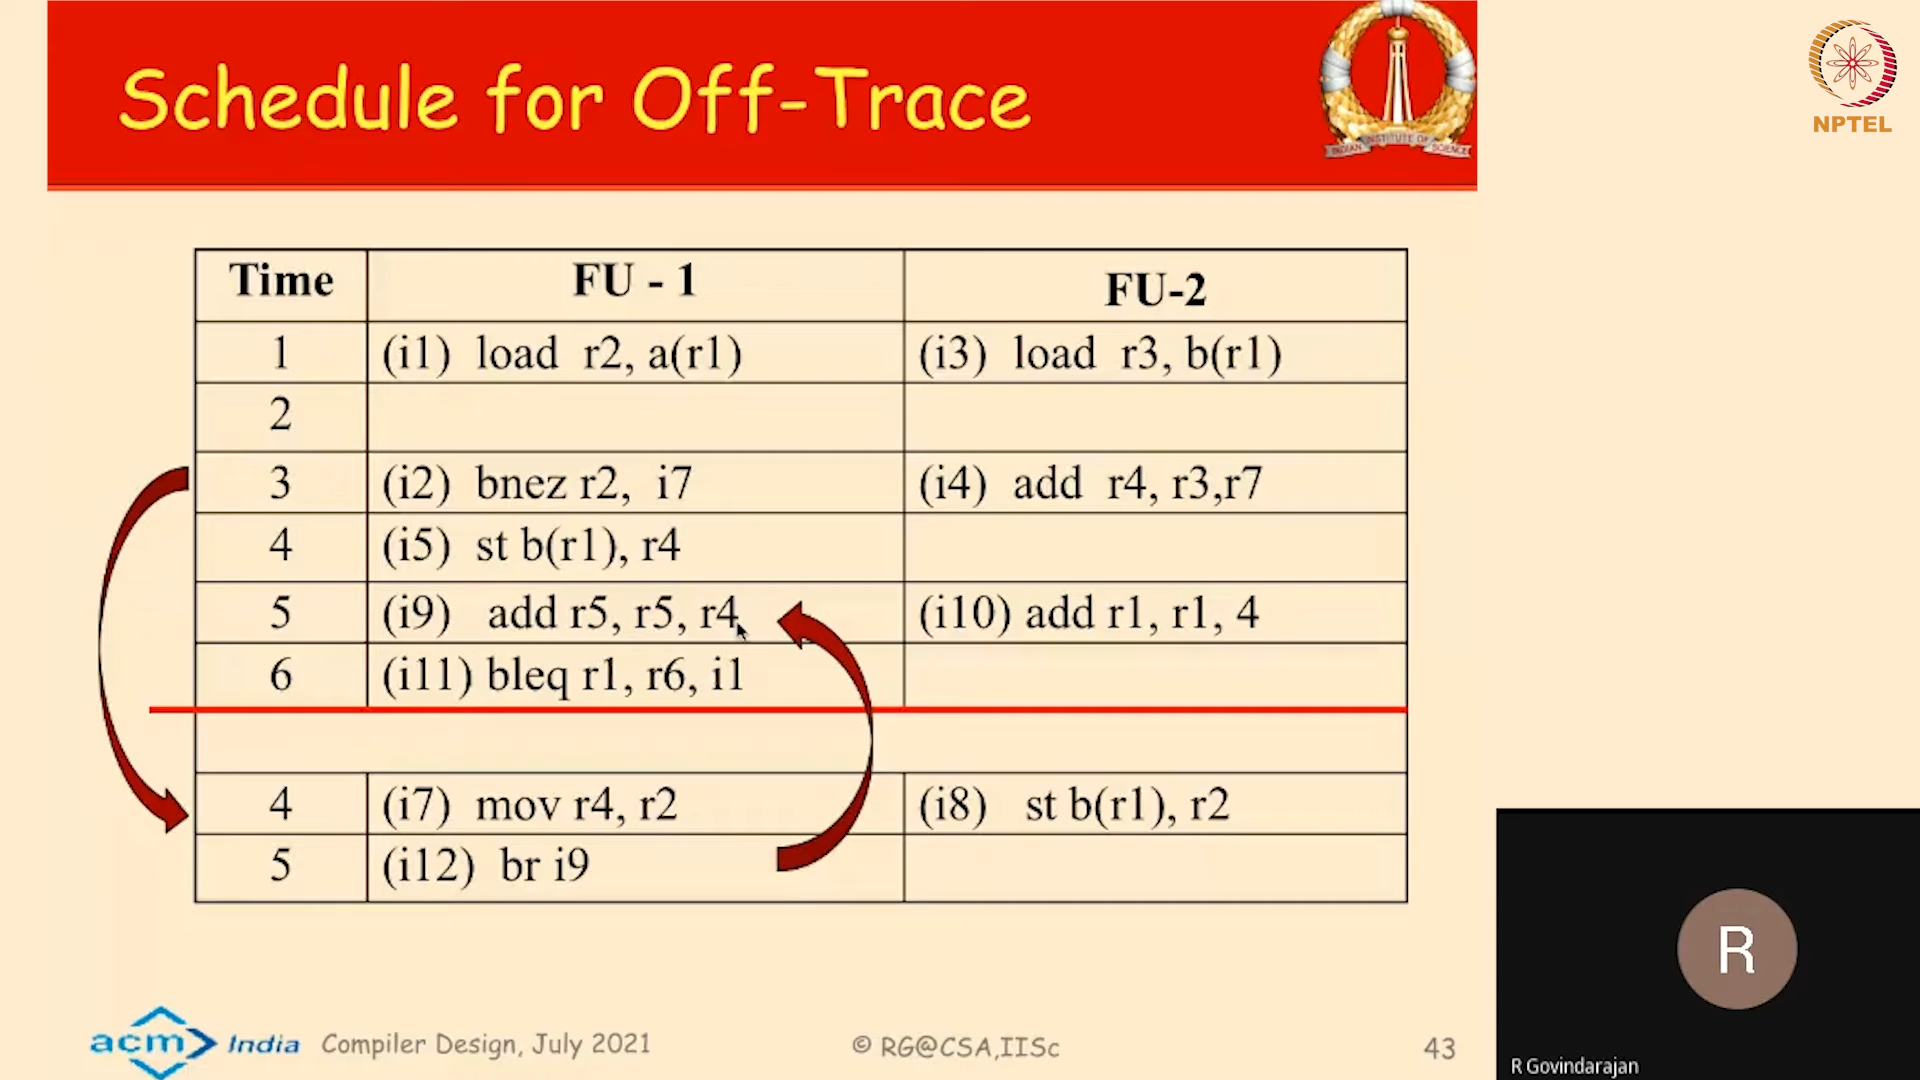 Schedule for Off-Trace
INDIAN INSTITUTE OF SCIENCE
NPTEL
Time FU - 1 FU-2
1 (i1) load r2, a(r1) (i3) load r3, b(r1)
2
3 (i2) bnez r2, i7 (i4) add r4, r3,r7
4 (i5) st b(r1), r4
5 (i9) add r5, r5, r4 (i10) add r1, r1, 4
6 (i11) bleq r1, r6, i1
4 (i7) mov r4, r2 (i8) st b(r1), r2
5 (i12) br i9
R
acm India Compiler Design, July 2021 © RG@CSA,IISc 43
R Govindarajan